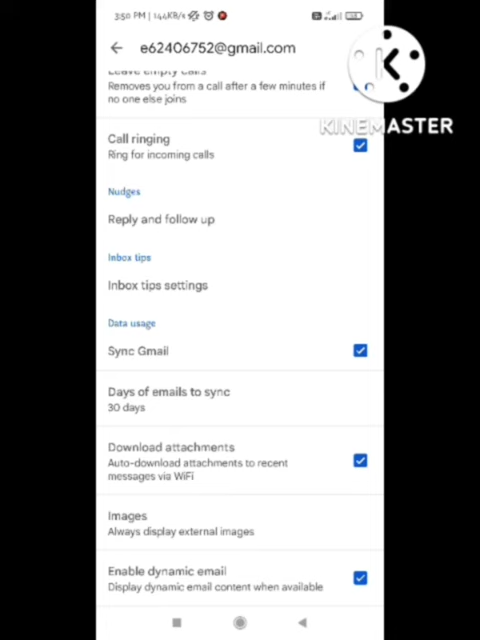 3:50 PM | 144KB/s
e62406752@gmail.com
Leave empty calls
Removes you from a call after a few minutes if
no one else joins
KINEMASTER
Call ringing
Ring for incoming calls
Nudges
Reply and follow up
Inbox tips
Inbox tips settings
Data usage
Sync Gmail
Days of emails to sync
30 days
Download attachments
Auto-download attachments to recent
messages via WiFi
Images
Always display external images
Enable dynamic email
Display dynamic email content when available